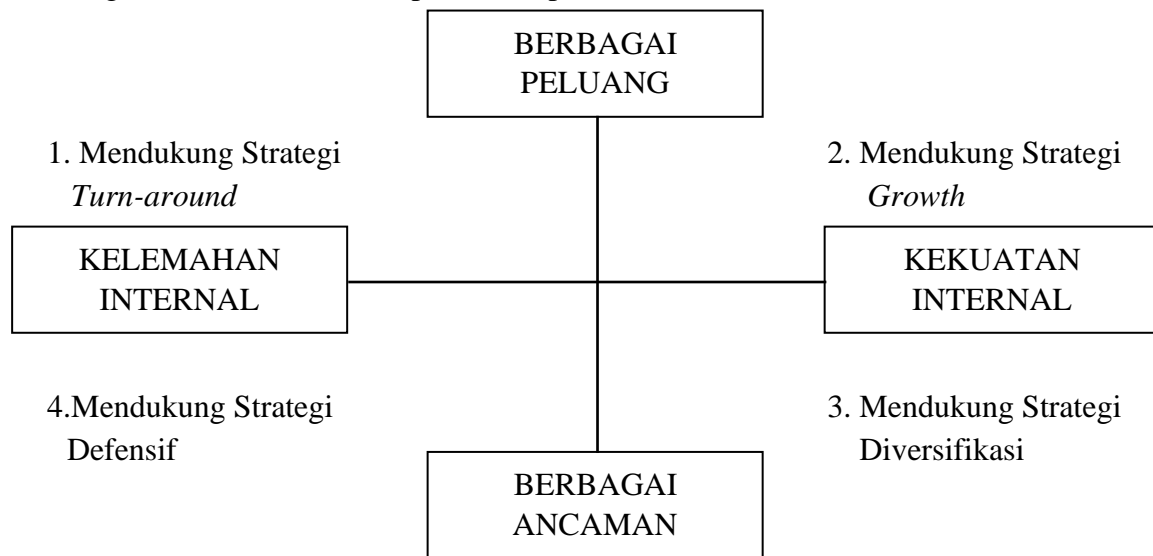 BERBAGAI
PELUANG
1. Mendukung Strategi
Turn-around
2. Mendukung Strategi
Growth
KELEMAHAN
INTERNAL
KEKUATAN
INTERNAL
4.Mendukung Strategi
Defensif
3. Mendukung Strategi
Diversifikasi
BERBAGAI
ANCAMAN